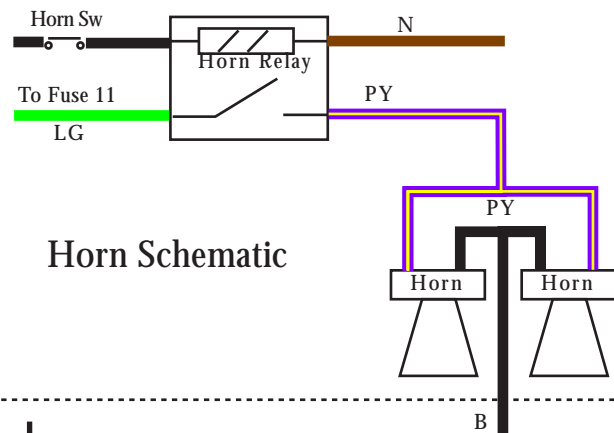 Horn Sw
N
Horn Relay
To Fuse 11
PY
LG
PY
Horn Schematic
Horn
Horn
B